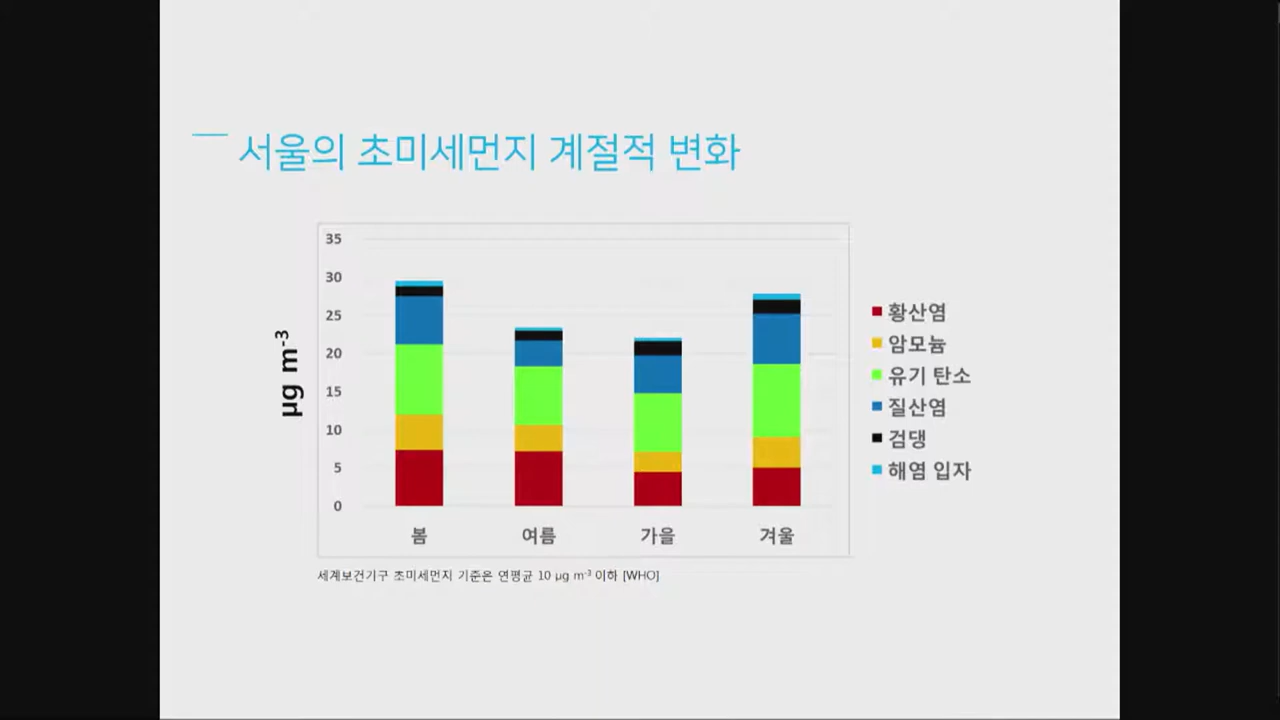 서울의 초미세먼지 계절적 변화
35
30
25
20
15
10
5
0
µg m-3
봄 여름 가을 겨울
황산염
암모늄
유기 탄소
질산염
검댕
해염 입자
세계보건기구 초미세먼지 기준은 연평균 10 µg m-3 이하 [WHO]